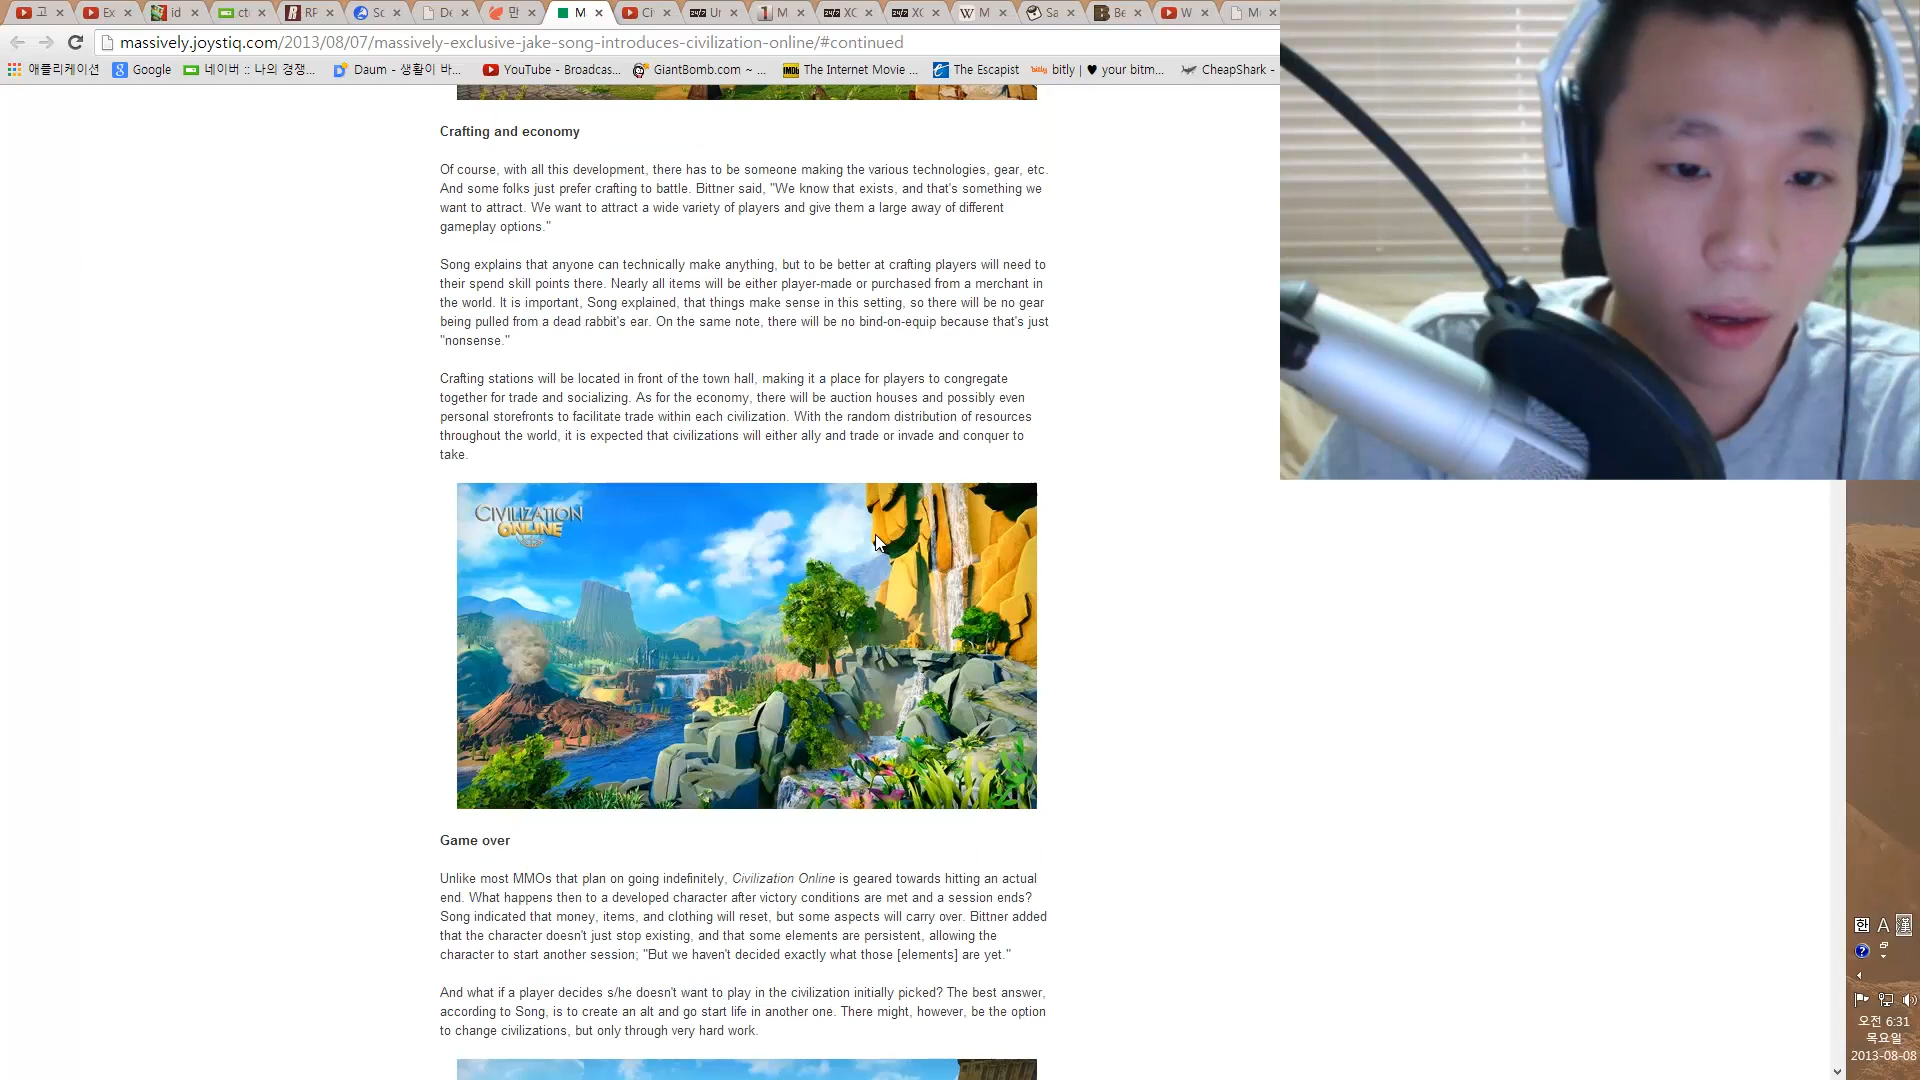 고
Ex
id
ct
RP
Sc
De
만
M
Ci
Ur
M
XC
XC
M
Sa
Be
W
M
massively.joystiq.com/2013/08/07/massively-exclusive-jake-song-introduces-civilization-online/#continued
애플리케이션 Google 네이버 :: 나의 경쟁... Daum - 생활이 바... YouTube - Broadcas... GiantBomb.com ~ ... The Internet Movie ... The Escapist bitly | ♥ your bitm... CheapShark -
Crafting and economy
Of course, with all this development, there has to be someone making the various technologies, gear, etc.
And some folks just prefer crafting to battle. Bittner said, "We know that exists, and that's something we
want to attract. We want to attract a wide variety of players and give them a large away of different
gameplay options."
Song explains that anyone can technically make anything, but to be better at crafting players will need to
their spend skill points there. Nearly all items will be either player-made or purchased from a merchant in
the world. It is important, Song explained, that things make sense in this setting, so there will be no gear
being pulled from a dead rabbit's ear. On the same note, there will be no bind-on-equip because that's just
"nonsense."
Crafting stations will be located in front of the town hall, making it a place for players to congregate
together for trade and socializing. As for the economy, there will be auction houses and possibly even
personal storefronts to facilitate trade within each civilization. With the random distribution of resources
throughout the world, it is expected that civilizations will either ally and trade or invade and conquer to
take.
CIVILIZATION
ONLINE
Game over
Unlike most MMOs that plan on going indefinitely, Civilization Online is geared towards hitting an actual
end. What happens then to a developed character after victory conditions are met and a session ends?
Song indicated that money, items, and clothing will reset, but some aspects will carry over. Bittner added
that the character doesn't just stop existing, and that some elements are persistent, allowing the
character to start another session; "But we haven't decided exactly what those [elements] are yet."
And what if a player decides s/he doesn't want to play in the civilization initially picked? The best answer,
according to Song, is to create an alt and go start life in another one. There might, however, be the option
to change civilizations, but only through very hard work.
한 A 漢
오전 6:31
목요일
2013-08-08